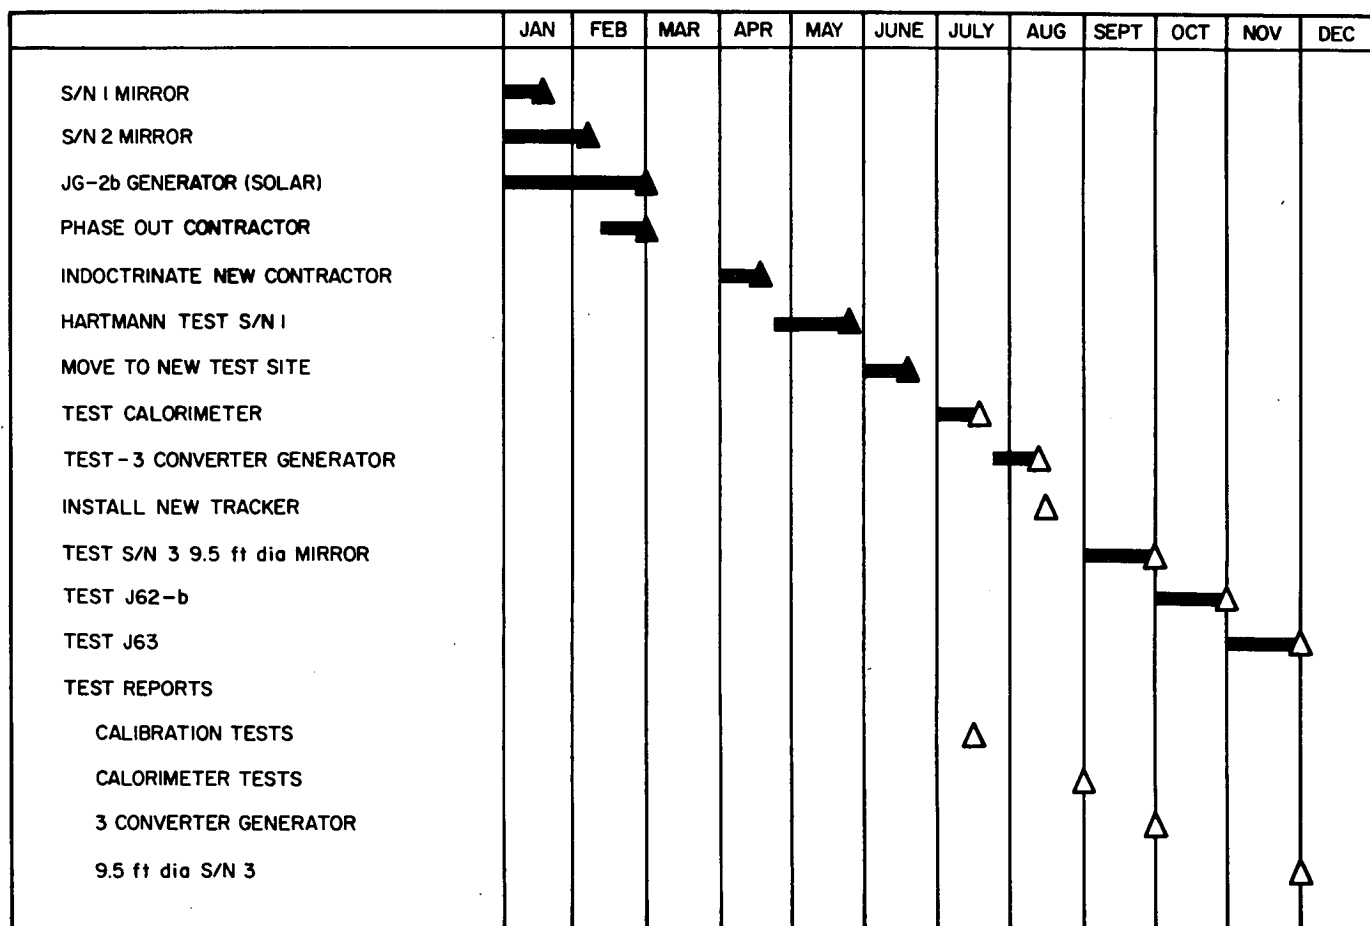 JAN FEB MAR APR MAY JUNE JULY AUG SEPT OCT NOV DEC
S/N 1 MIRROR
S/N 2 MIRROR
JG-2b GENERATOR (SOLAR)
PHASE OUT CONTRACTOR
INDOCTRINATE NEW CONTRACTOR
HARTMANN TEST S/N 1
MOVE TO NEW TEST SITE
TEST CALORIMETER
TEST-3 CONVERTER GENERATOR
INSTALL NEW TRACKER
TEST S/N 3 9.5 ft dia MIRROR
TEST J62-b
TEST J63
TEST REPORTS
CALIBRATION TESTS
CALORIMETER TESTS
3 CONVERTER GENERATOR
9.5 ft dia S/N 3